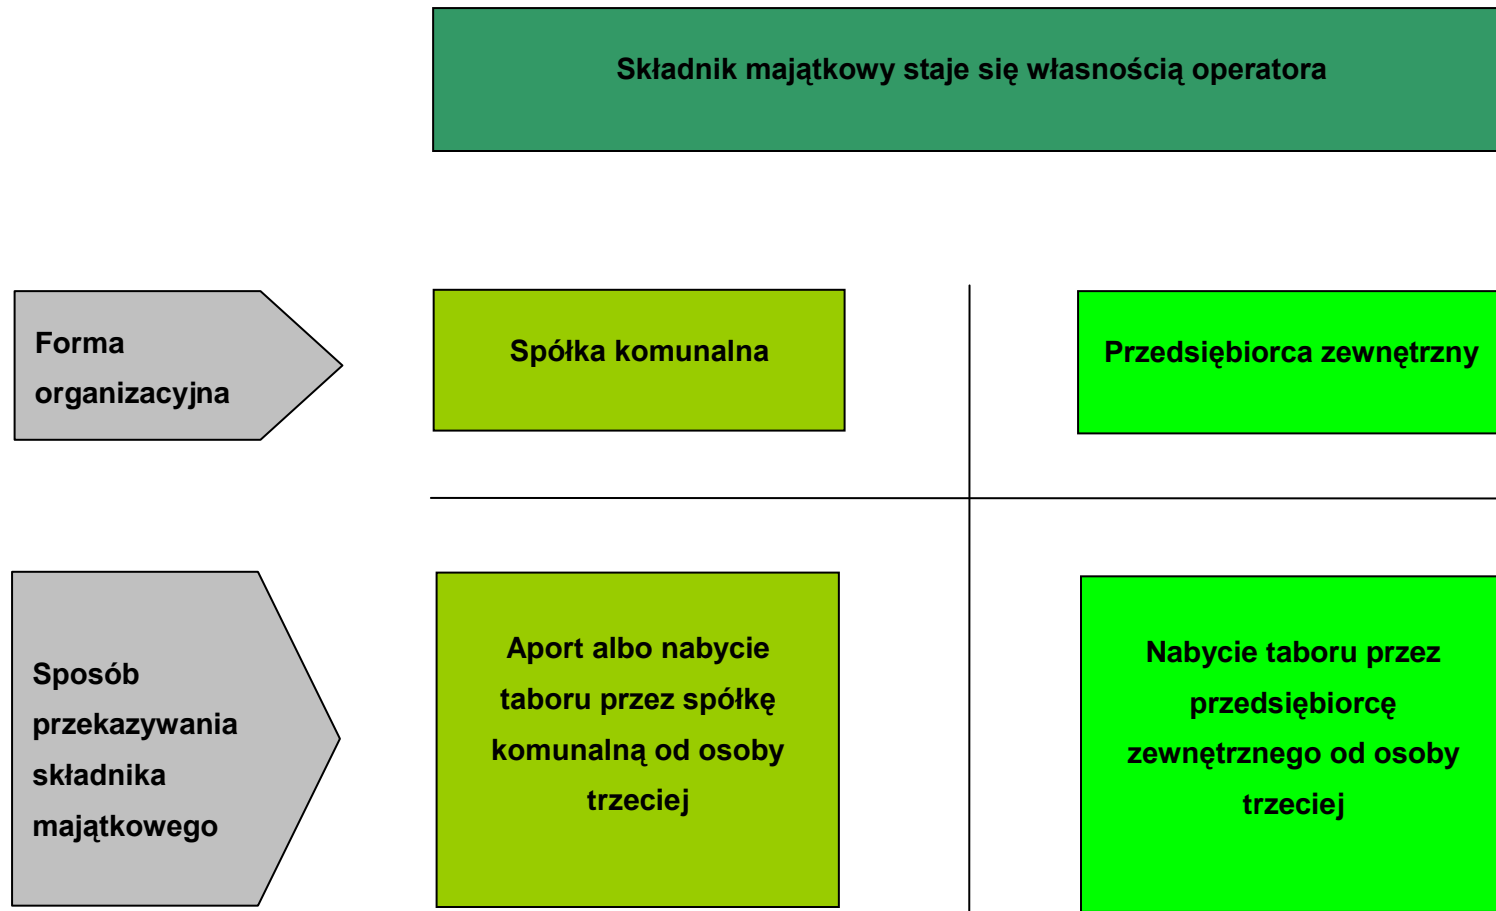 Składnik majątkowy staje się własnością operatora
Forma
organizacyjna
Spółka komunalna
Przedsiębiorca zewnętrzny
Sposób
przekazywania
składnika
majątkowego
Aport albo nabycie
taboru przez spółkę
komunalną od osoby
trzeciej
Nabycie taboru przez
przedsiębiorcę
zewnętrznego od osoby
trzeciej